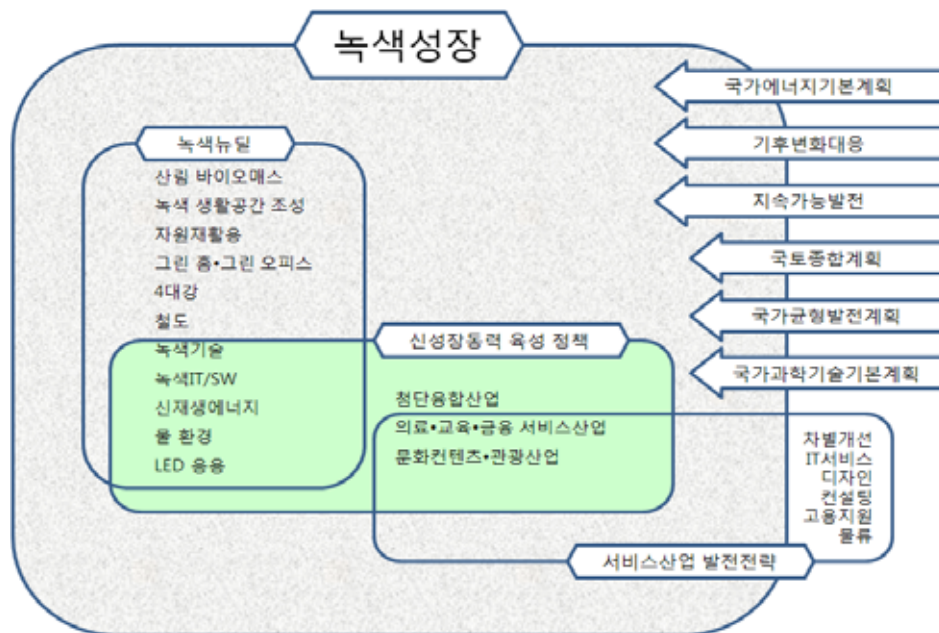 녹색성장
국가에너지기본계획
기후변화대응
지속가능발전
국토종합계획
국가균형발전계획
국가과학기술기본계획
녹색뉴딜
산림 바이오매스
녹색 생활공간 조성
자원재활용
그린 홈•그린 오피스
4대강
철도
녹색기술
녹색IT/SW
신재생에너지
물 환경
LED 응용
신성장동력 육성 정책
첨단융합산업
의료•교육•금융 서비스산업
문화컨텐츠•관광산업
차별개선
IT서비스
디자인
컨설팅
고용지원
물류
서비스산업 발전전략